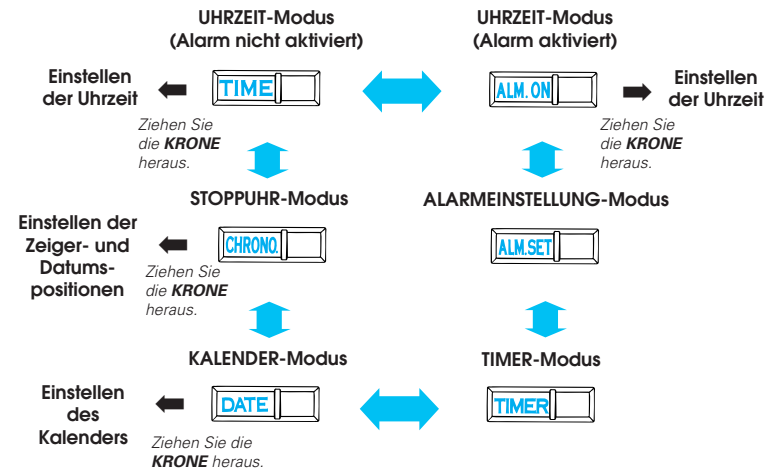 UHRZEIT-Modus
(Alarm nicht aktiviert)
UHRZEIT-Modus
(Alarm aktiviert)
Einstellen
der Uhrzeit
TIME
ALM. ON
Einstellen
der Uhrzeit
Ziehen Sie
die KRONE
heraus.
Ziehen Sie
die KRONE
heraus.
STOPPUHR-Modus
ALARMEINSTELLUNG-Modus
Einstellen der
Zeiger- und
Datums-
positionen
CHRONO.
ALM.SET
Ziehen Sie
die KRONE
heraus.
KALENDER-Modus
TIMER-Modus
Einstellen
des
Kalenders
DATE
TIMER
Ziehen Sie die
KRONE heraus.